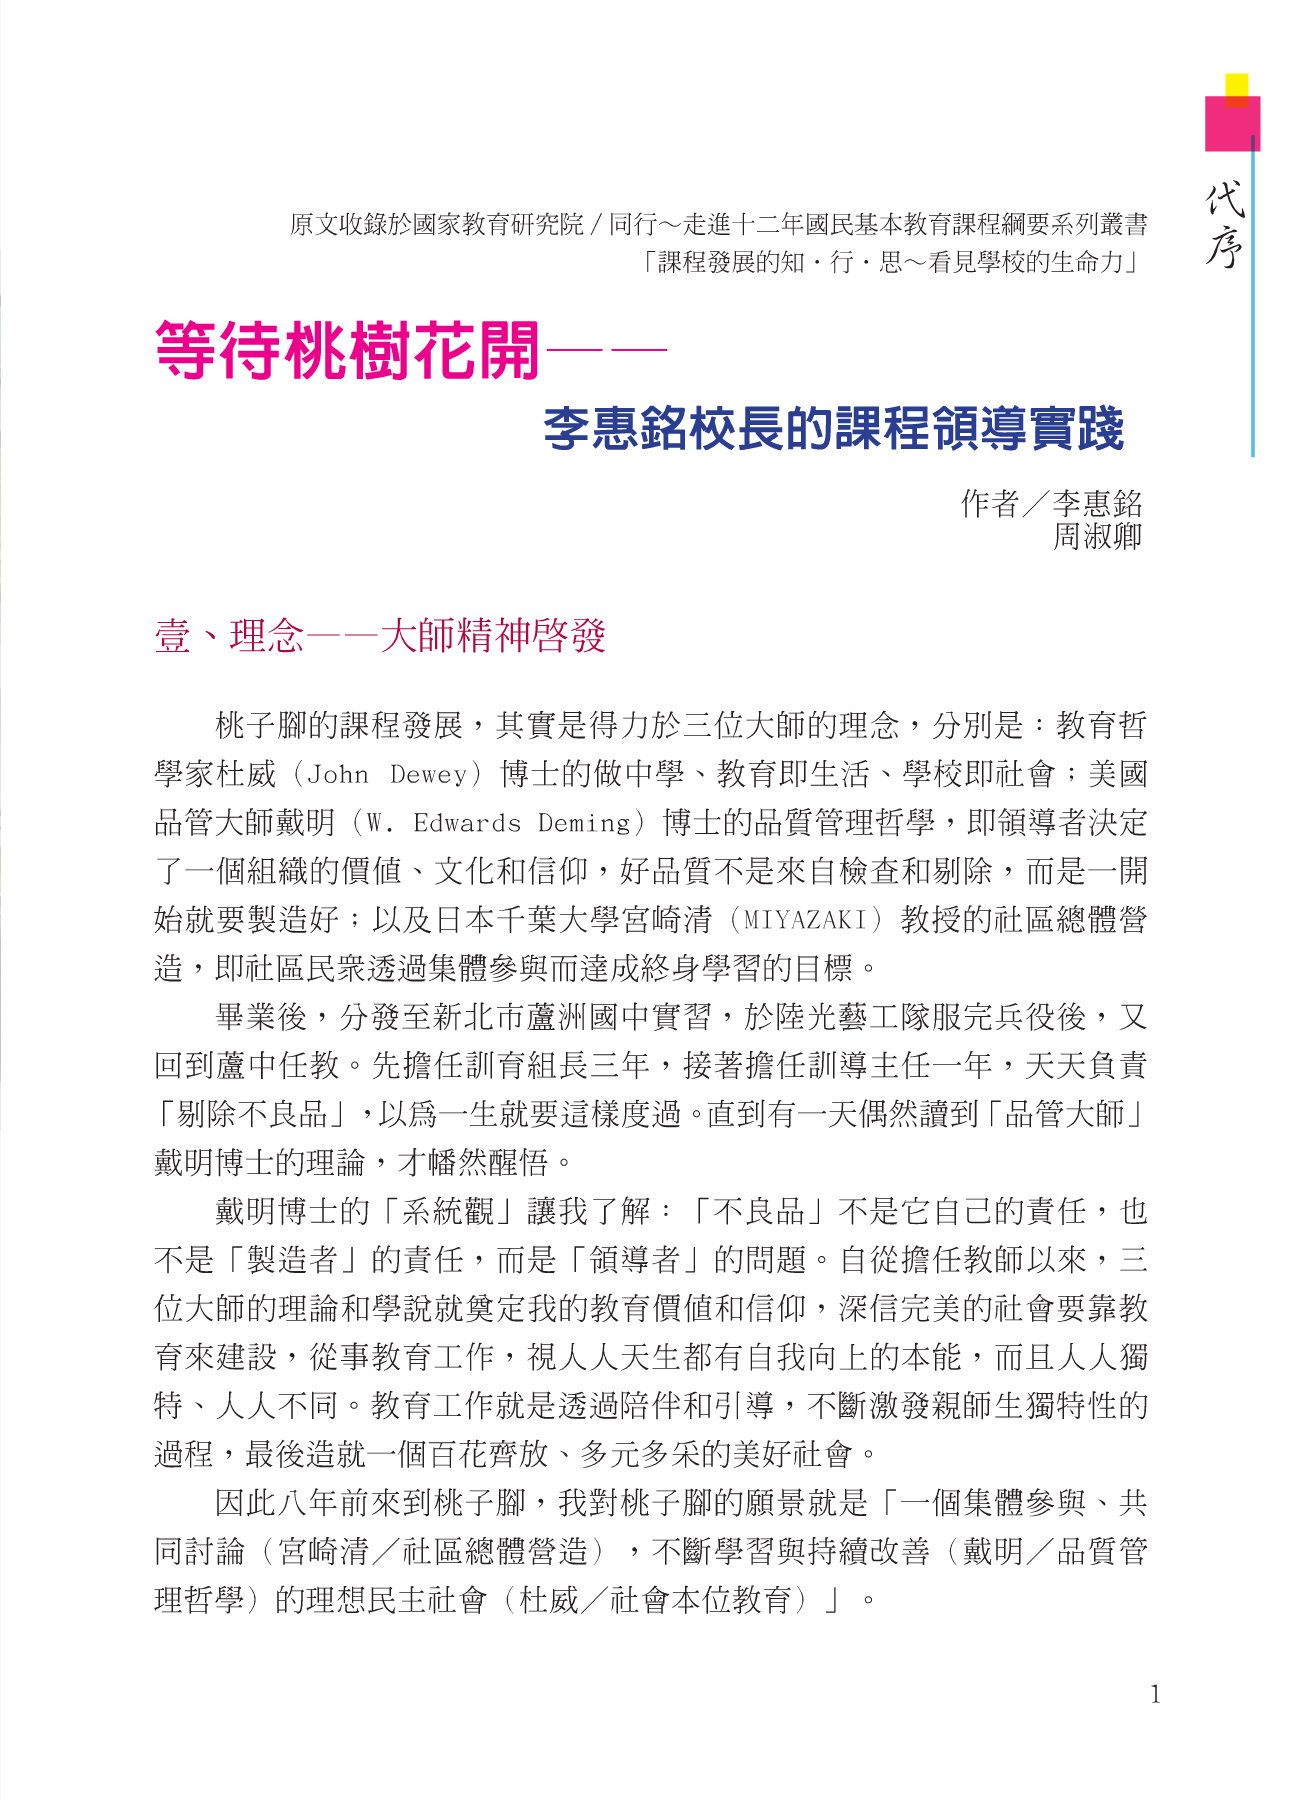 代序
原文收錄於國家教育研究院/同行～走進十二年國民基本教育課程綱要系列叢書
「課程發展的知・行・思～看見學校的生命力」
等待桃樹花開——
李惠銘校長的課程領導實踐
作者／李惠銘
周淑卿
壹、理念——大師精神啓發
桃子腳的課程發展，其實是得力於三位大師的理念，分別是：教育哲
學家杜威（John Dewey）博士的做中學、教育即生活、學校即社會；美國
品管大師戴明（W. Edwards Deming）博士的品質管理哲學，即領導者決定
了一個組織的價值、文化和信仰，好品質不是來自檢查和剔除，而是一開
始就要製造好；以及日本千葉大學宮崎清（MIYAZAKI）教授的社區總體營
造，即社區民眾透過集體參與而達成終身學習的目標。
畢業後，分發至新北市蘆洲國中實習，於陸光藝工隊服完兵役後，又
回到蘆中任教。先擔任訓育組長三年，接著擔任訓導主任一年，天天負責
「剔除不良品」，以為一生就要這樣度過。直到有一天偶然讀到「品管大師」
戴明博士的理論，才幡然醒悟。
戴明博士的「系統觀」讓我了解：「不良品」不是它自己的責任，也
不是「製造者」的責任，而是「領導者」的問題。自從擔任教師以來，三
位大師的理論和學說就奠定我的教育價值和信仰，深信完美的社會要靠教
育來建設，從事教育工作，視人人天生都有自我向上的本能，而且人人獨
特、人人不同。教育工作就是透過陪伴和引導，不斷激發親師生獨特性的
過程，最後造就一個百花齊放、多元多采的美好社會。
因此八年前來到桃子腳，我對桃子腳的願景就是「一個集體參與、共
同討論（宮崎清／社區總體營造），不斷學習與持續改善（戴明／品質管
理哲學）的理想民主社會（杜威／社會本位教育）」。
1